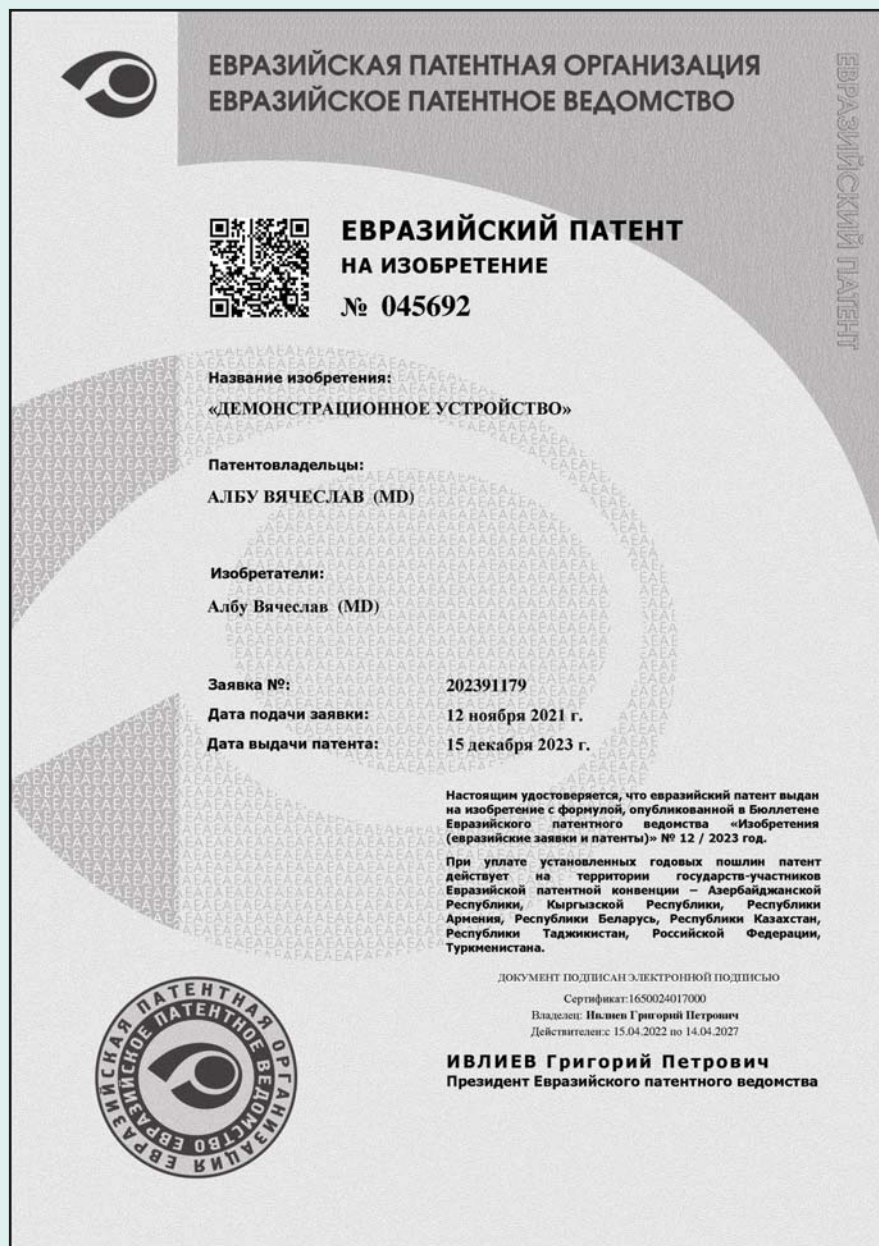 ЕВРАЗИЙСКАЯ ПАТЕНТНАЯ ОРГАНИЗАЦИЯ
ЕВРАЗИЙСКОЕ ПАТЕНТНОЕ ВЕДОМСТВО
ЕВРАЗИЙСКИЙ ПАТЕНТ
ЕВРАЗИЙСКИЙ ПАТЕНТ
НА ИЗОБРЕТЕНИЕ
№ 045692
Название изобретения:
«ДЕМОНСТРАЦИОННОЕ УСТРОЙСТВО»
Патентовладельцы:
АЛБУ ВЯЧЕСЛАВ (MD)
Изобретатели:
Албу Вячеслав (MD)
Заявка №: 202391179
Дата подачи заявки: 12 ноября 2021 г.
Дата выдачи патента: 15 декабря 2023 г.
Настоящим удостоверяется, что евразийский патент выдан
на изобретение с формулой, опубликованной в Бюллетене
Евразийского патентного ведомства «Изобретения
(евразийские заявки и патенты)» № 12 / 2023 год.
При уплате установленных годовых пошлин патент
действует на территории государств-участников
Евразийской патентной конвенции – Азербайджанской
Республики, Кыргызской Республики, Республики
Армения, Республики Беларусь, Республики Казахстан,
Республики Таджикистан, Российской Федерации,
Туркменистана.
ДОКУМЕНТ ПОДПИСАН ЭЛЕКТРОННОЙ ПОДПИСЬЮ
Сертификат:1650024017000
Владелец: Ивлиев Григорий Петрович
Действителен:с 15.04.2022 по 14.04.2027
ИВЛИЕВ Григорий Петрович
Президент Евразийского патентного ведомства
ЕВРАЗИЙСКАЯ ПАТЕНТНАЯ ОРГАНИЗАЦИЯ
ЕВРАЗИЙСКОЕ ПАТЕНТНОЕ ВЕДОМСТВО